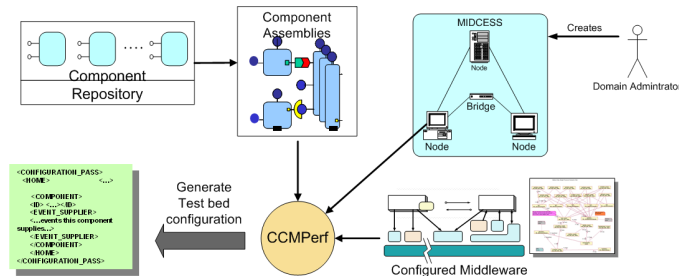 Component
Repository
Component
Assemblies
MIDCESS
Node
Bridge
Node
Node
Creates
Domain Admintrator
<CONFIGURATION_PASS>
<HOME> <...>
<COMPONENT>
<ID> <...></ID>
<EVENT_SUPPLIER>
<...events this component
supplies...>
</EVENT_SUPPLIER>
</COMPONENT>
</HOME>
</CONFIGURATION_PASS>
Generate
Test bed
configuration
CCMPerf
Configured Middleware